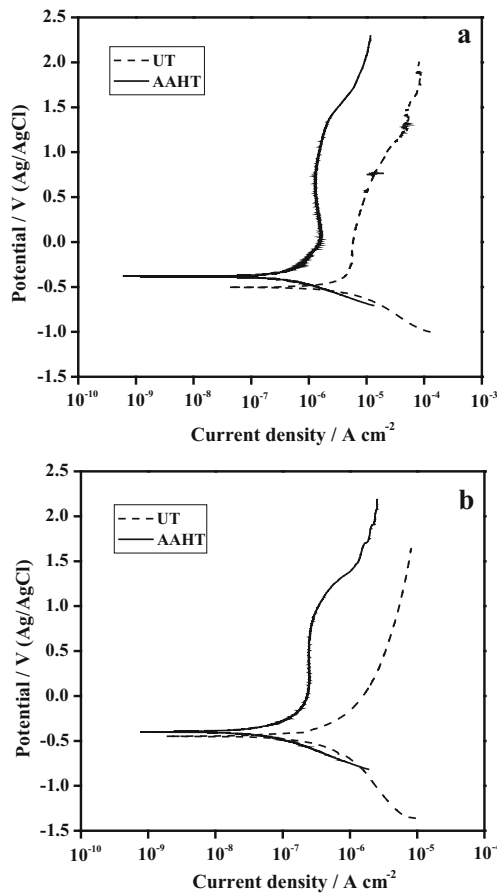 a
UT
AAHT
2.5
2.0
1.5
1.0
0.5
0.0
-0.5
-1.0
-1.5
Potential / V (Ag/AgCl)
10⁻¹⁰ 10⁻⁹ 10⁻⁸ 10⁻⁷ 10⁻⁶ 10⁻⁵ 10⁻⁴ 10⁻³
Current density / A cm⁻²
b
UT
AAHT
2.5
2.0
1.5
1.0
0.5
0.0
-0.5
-1.0
-1.5
Potential / V (Ag/AgCl)
10⁻¹⁰ 10⁻⁹ 10⁻⁸ 10⁻⁷ 10⁻⁶ 10⁻⁵ 10⁻⁴
Current density / A cm⁻²